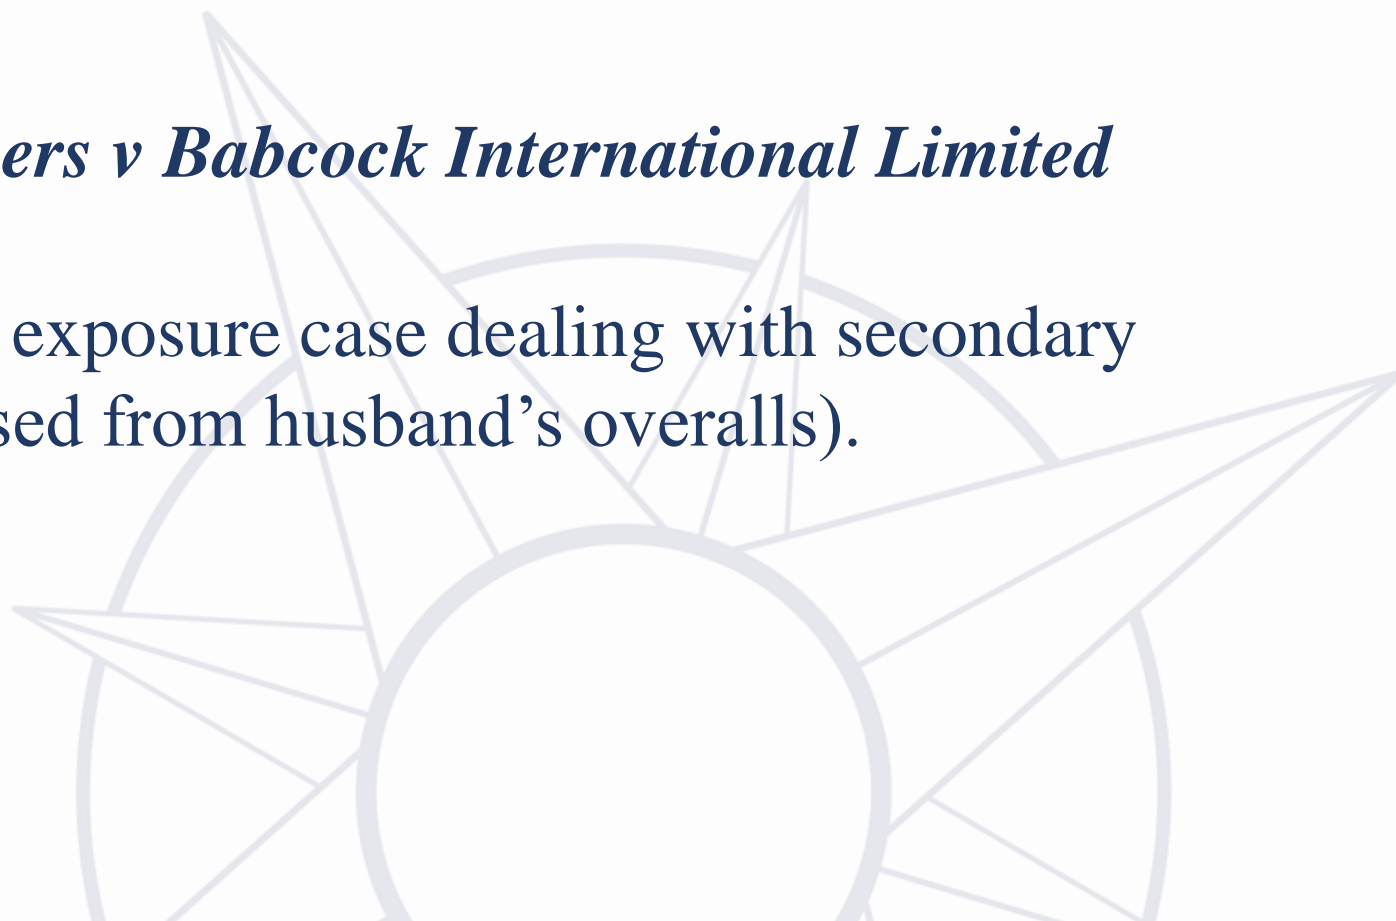 ers v Babcock International Limited
exposure case dealing with secondary
sed from husband’s overalls).